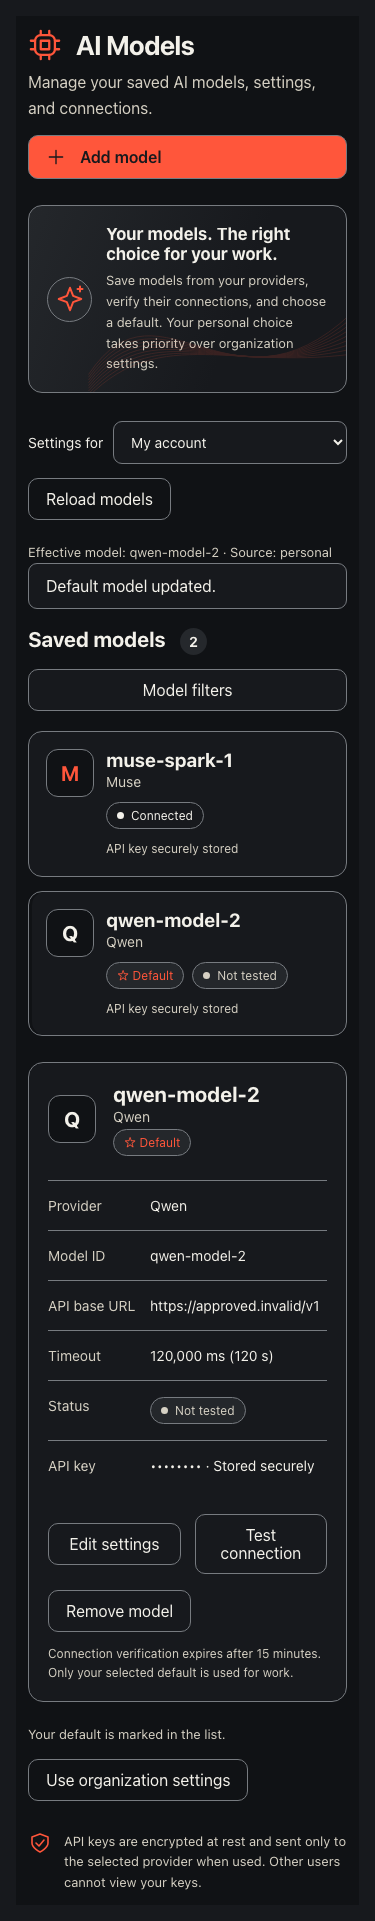 AI Models
Manage your saved AI models, settings,
and connections.
Add model
Your models. The right
choice for your work.
Save models from your providers,
verify their connections, and choose
a default. Your personal choice
takes priority over organization
settings.
Settings for My account
Reload models
Effective model: qwen-model-2 · Source: personal
Default model updated.
Saved models 2
Model filters
M
muse-spark-1
Muse
Connected
API key securely stored
Q
qwen-model-2
Qwen
Default Not tested
API key securely stored
Q
qwen-model-2
Qwen
Default
Provider Qwen
Model ID qwen-model-2
API base URL https://approved.invalid/v1
Timeout 120,000 ms (120 s)
Status Not tested
API key •••••••• · Stored securely
Edit settings
Test
connection
Remove model
Connection verification expires after 15 minutes.
Only your selected default is used for work.
Your default is marked in the list.
Use organization settings
API keys are encrypted at rest and sent only to
the selected provider when used. Other users
cannot view your keys.